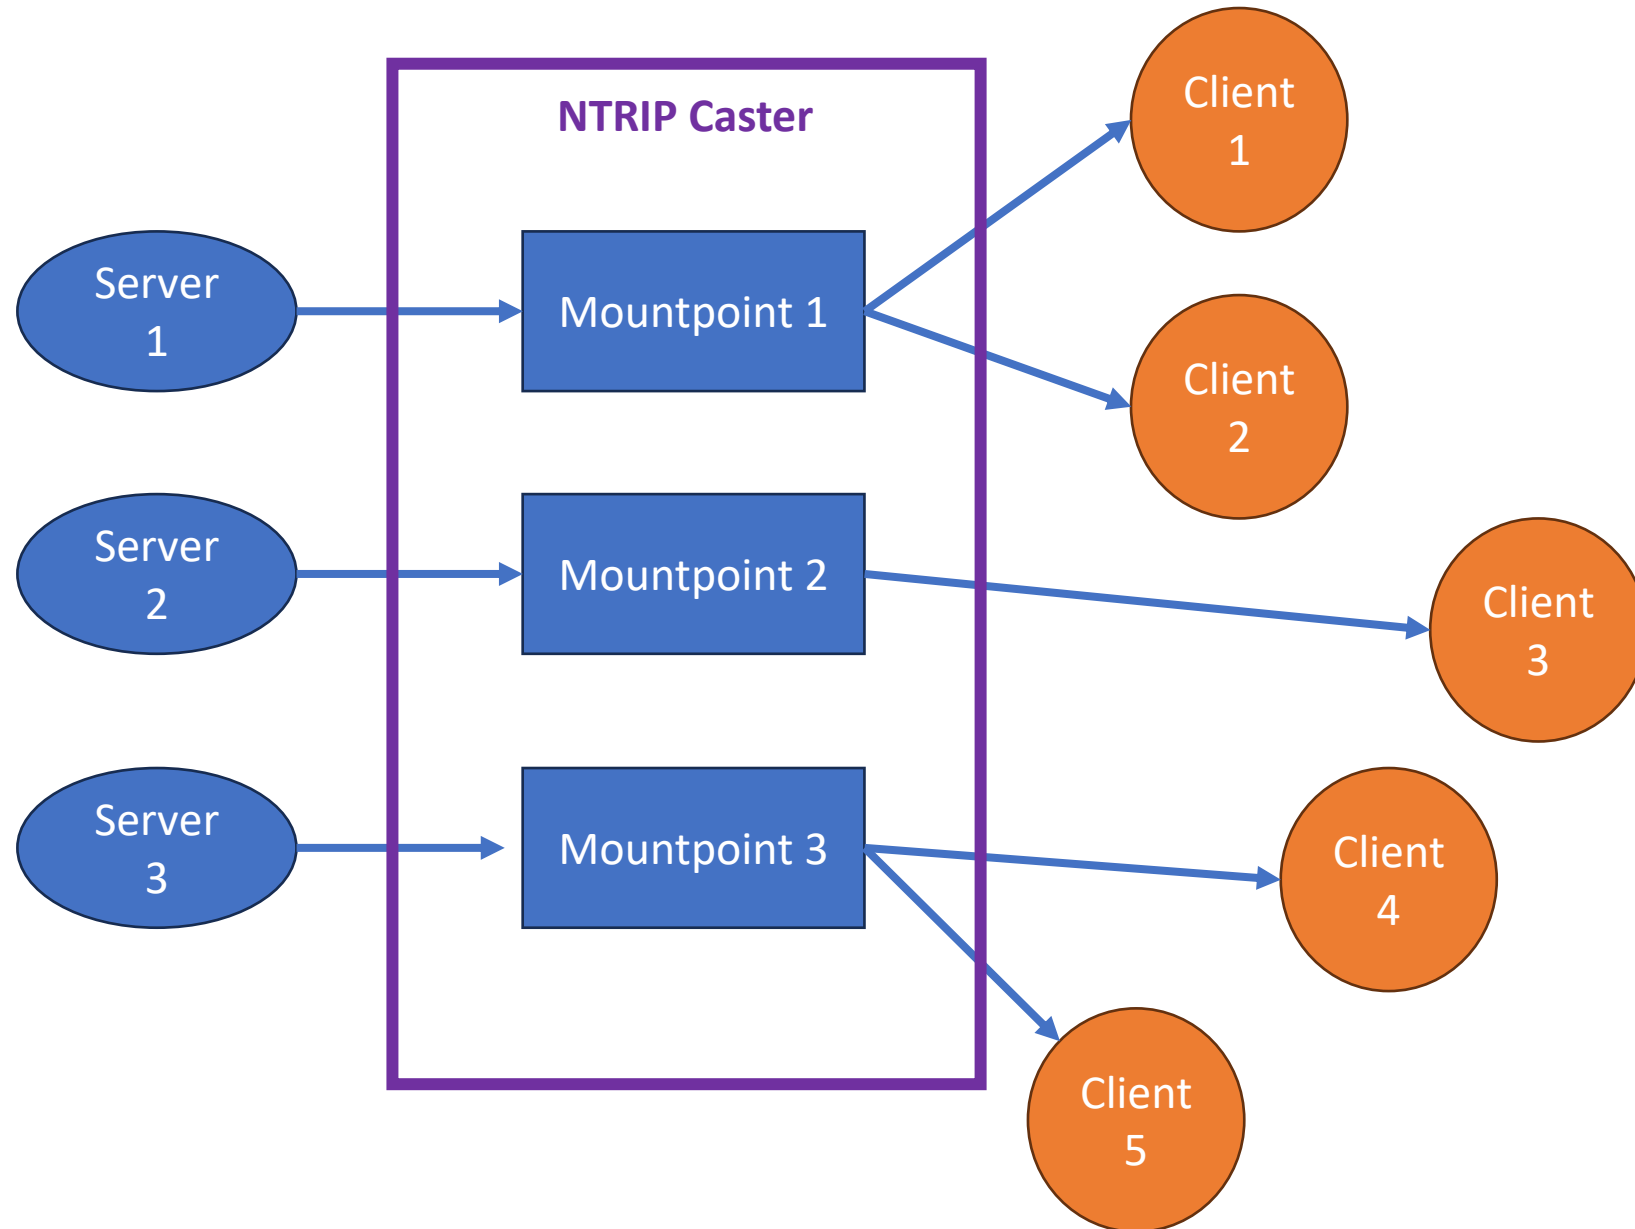 NTRIP Caster
Server
1
Mountpoint 1
Client
1
Client
2
Server
2
Mountpoint 2
Client
3
Server
3
Mountpoint 3
Client
4
Client
5